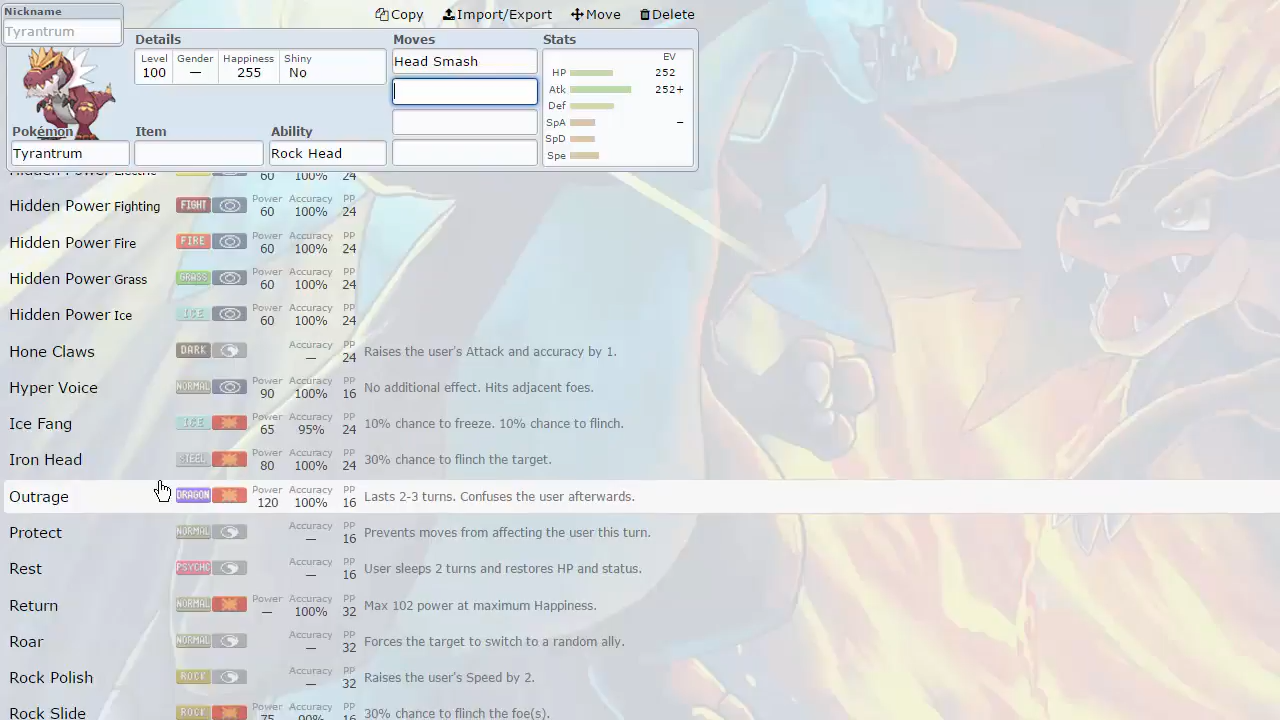 Nickname
Tyrantrum
Copy Import/Export Move Delete
Details
Level Gender Happiness Shiny
100 — 255 No
Pokémon Item Ability
Tyrantrum Rock Head
Moves
Head Smash
Stats
EV
HP 252
Atk 252+
Def
SpA −
SpD
Spe
Hidden Power Electric 60 100% 24
Hidden Power Fighting FIGHT Power 60 Accuracy 100% PP 24
Hidden Power Fire FIRE Power 60 Accuracy 100% PP 24
Hidden Power Grass GRASS Power 60 Accuracy 100% PP 24
Hidden Power Ice ICE Power 60 Accuracy 100% PP 24
Hone Claws DARK Accuracy — PP 24 Raises the user's Attack and accuracy by 1.
Hyper Voice NORMAL Power 90 Accuracy 100% PP 16 No additional effect. Hits adjacent foes.
Ice Fang ICE Power 65 Accuracy 95% PP 24 10% chance to freeze. 10% chance to flinch.
Iron Head STEEL Power 80 Accuracy 100% PP 24 30% chance to flinch the target.
Outrage DRAGON Power 120 Accuracy 100% PP 16 Lasts 2-3 turns. Confuses the user afterwards.
Protect NORMAL Accuracy — PP 16 Prevents moves from affecting the user this turn.
Rest PSYCHC Accuracy — PP 16 User sleeps 2 turns and restores HP and status.
Return NORMAL Power — Accuracy 100% PP 32 Max 102 power at maximum Happiness.
Roar NORMAL Accuracy — PP 32 Forces the target to switch to a random ally.
Rock Polish ROCK Accuracy — PP 32 Raises the user's Speed by 2.
Rock Slide ROCK Power 75 Accuracy 90% PP 16 30% chance to flinch the foe(s).